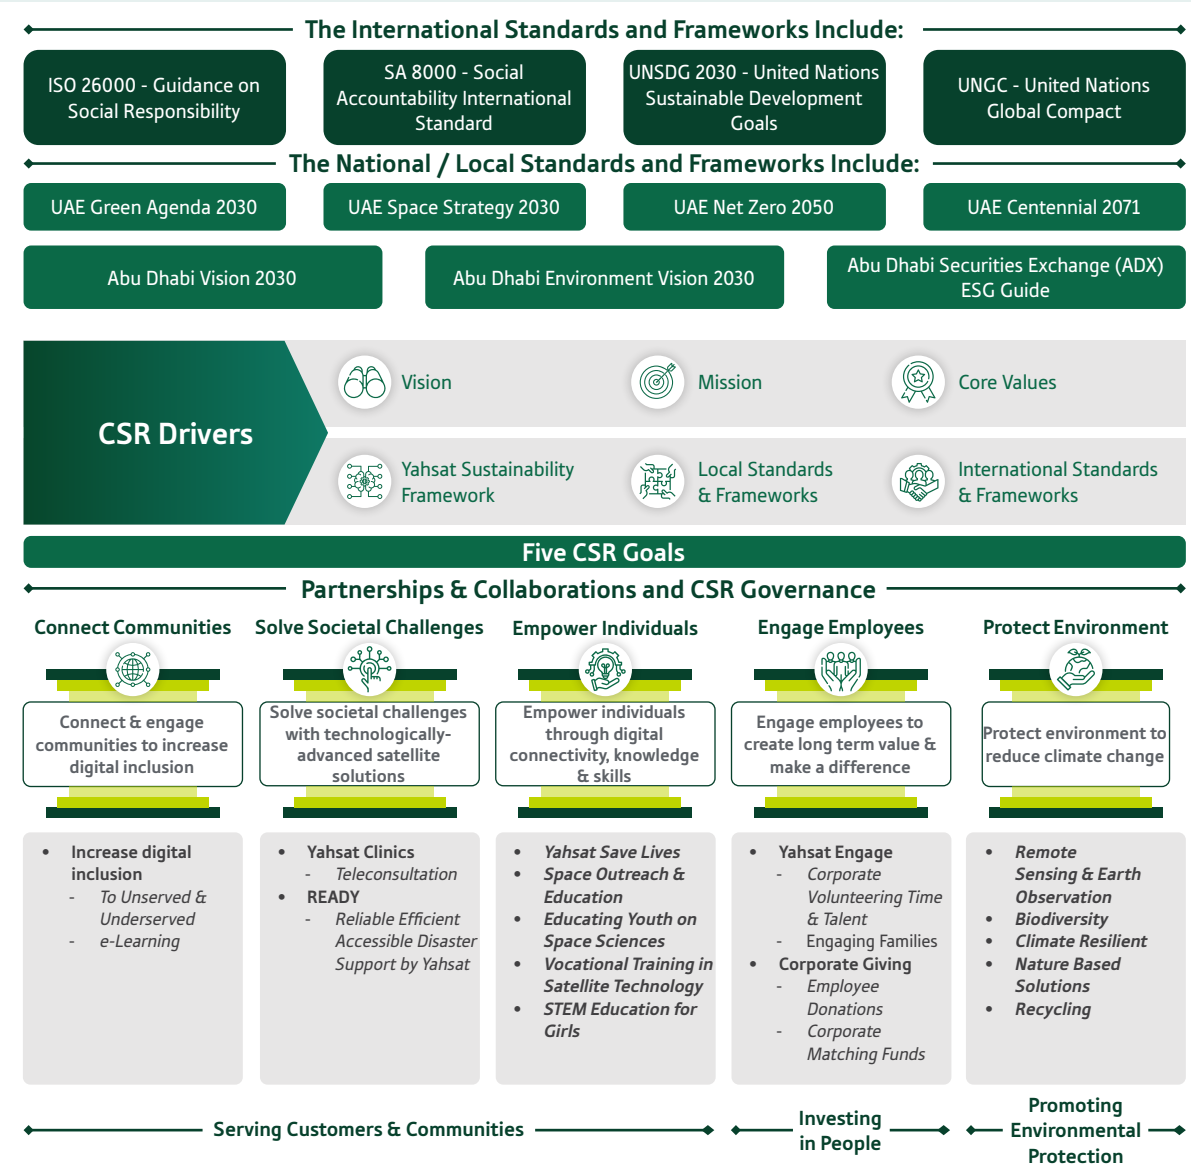 The International Standards and Frameworks Include:
ISO 26000 - Guidance on
Social Responsibility
SA 8000 - Social
Accountability International
Standard
UNSDG 2030 - United Nations
Sustainable Development
Goals
UNGC - United Nations
Global Compact
The National / Local Standards and Frameworks Include:
UAE Green Agenda 2030
UAE Space Strategy 2030
UAE Net Zero 2050
UAE Centennial 2071
Abu Dhabi Vision 2030
Abu Dhabi Environment Vision 2030
Abu Dhabi Securities Exchange (ADX)
ESG Guide
CSR Drivers
Vision
Mission
Core Values
Yahsat Sustainability
Framework
Local Standards
& Frameworks
International Standards
& Frameworks
Five CSR Goals
Partnerships & Collaborations and CSR Governance
Connect Communities
Connect & engage
communities to increase
digital inclusion
• Increase digital
inclusion
- To Unserved &
Underserved
- e-Learning
Solve Societal Challenges
Solve societal challenges
with technologically-
advanced satellite
solutions
• Yahsat Clinics
- Teleconsultation
• READY
- Reliable Efficient
Accessible Disaster
Support by Yahsat
Empower Individuals
Empower individuals
through digital
connectivity, knowledge
& skills
• Yahsat Save Lives
• Space Outreach &
Education
• Educating Youth on
Space Sciences
• Vocational Training in
Satellite Technology
• STEM Education for
Girls
Engage Employees
Engage employees to
create long term value &
make a difference
• Yahsat Engage
- Corporate
Volunteering Time
& Talent
- Engaging Families
• Corporate Giving
- Employee
Donations
- Corporate
Matching Funds
Protect Environment
Protect environment to
reduce climate change
• Remote
Sensing & Earth
Observation
• Biodiversity
• Climate Resilient
• Nature Based
Solutions
• Recycling
Serving Customers & Communities
Investing
in People
Promoting
Environmental
Protection